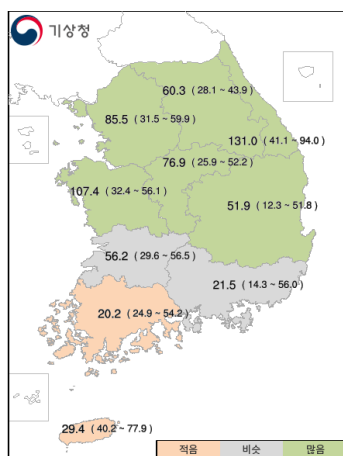 기상청
60.3 ( 28.1 ~ 43.9)
85.5 ( 31.5 ~ 59.9)
131.0 ( 41.1 ~ 94.0)
76.9 ( 25.9 ~ 52.2)
107.4 ( 32.4 ~ 56.1)
51.9 ( 12.3 ~ 51.8)
56.2 ( 29.6 ~ 56.5)
21.5 ( 14.3 ~ 56.0)
20.2 ( 24.9 ~ 54.2)
29.4 ( 40.2 ~ 77.9)
적음 비슷 많음